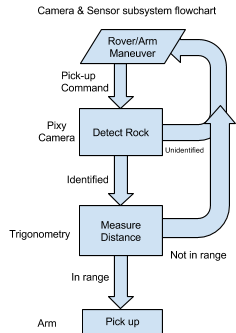 Camera & Sensor subsystem flowchart
Rover/Arm
Maneuver
Pick-up
Command
Pixy
Camera
Detect Rock
Unidentified
Identified
Trigonometry
Measure
Distance
Not in range
In range
Arm
Pick up